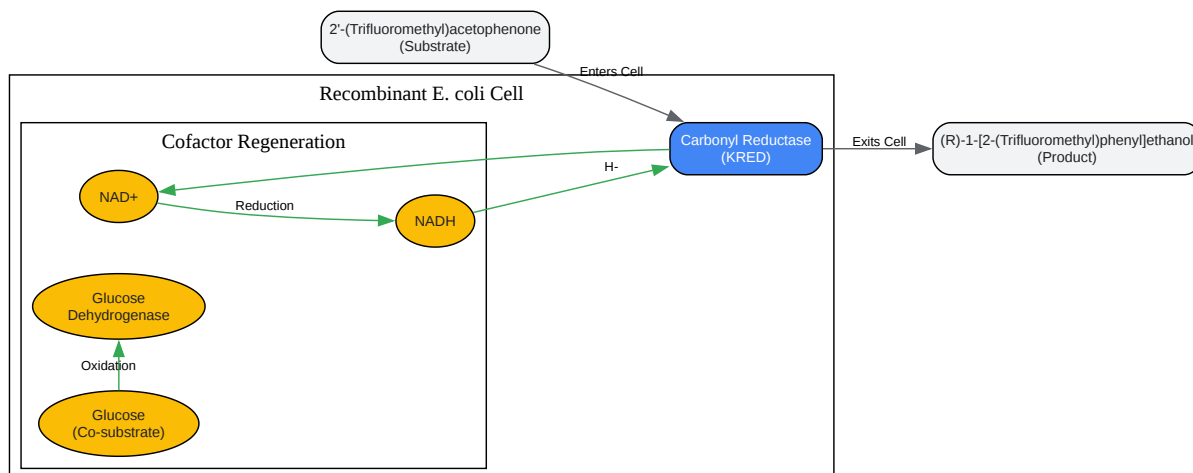 2'-(Trifluoromethyl)acetophenone
(Substrate)
Enters Cell
Recombinant E. coli Cell
Cofactor Regeneration
Carbonyl Reductase
(KRED)
Exits Cell
(R)-1-[2-(Trifluoromethyl)phenyl]ethanol
(Product)
H-
NAD+
Reduction
NADH
Glucose
Dehydrogenase
Oxidation
Glucose
(Co-substrate)